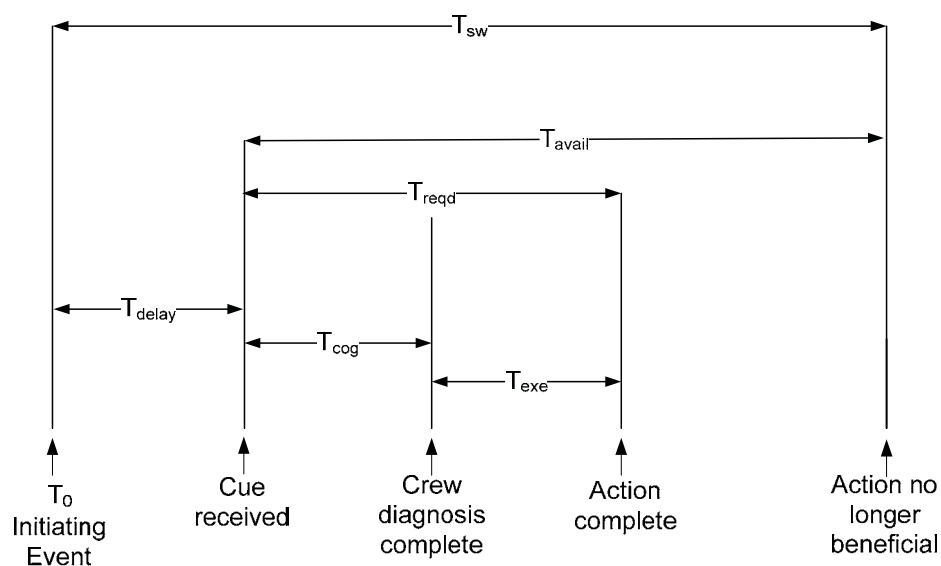 Tsw
Tavail
Treqd
Tdelay
Tcog
Texe
T0
Initiating
Event
Cue
received
Crew
diagnosis
complete
Action
complete
Action no
longer
beneficial